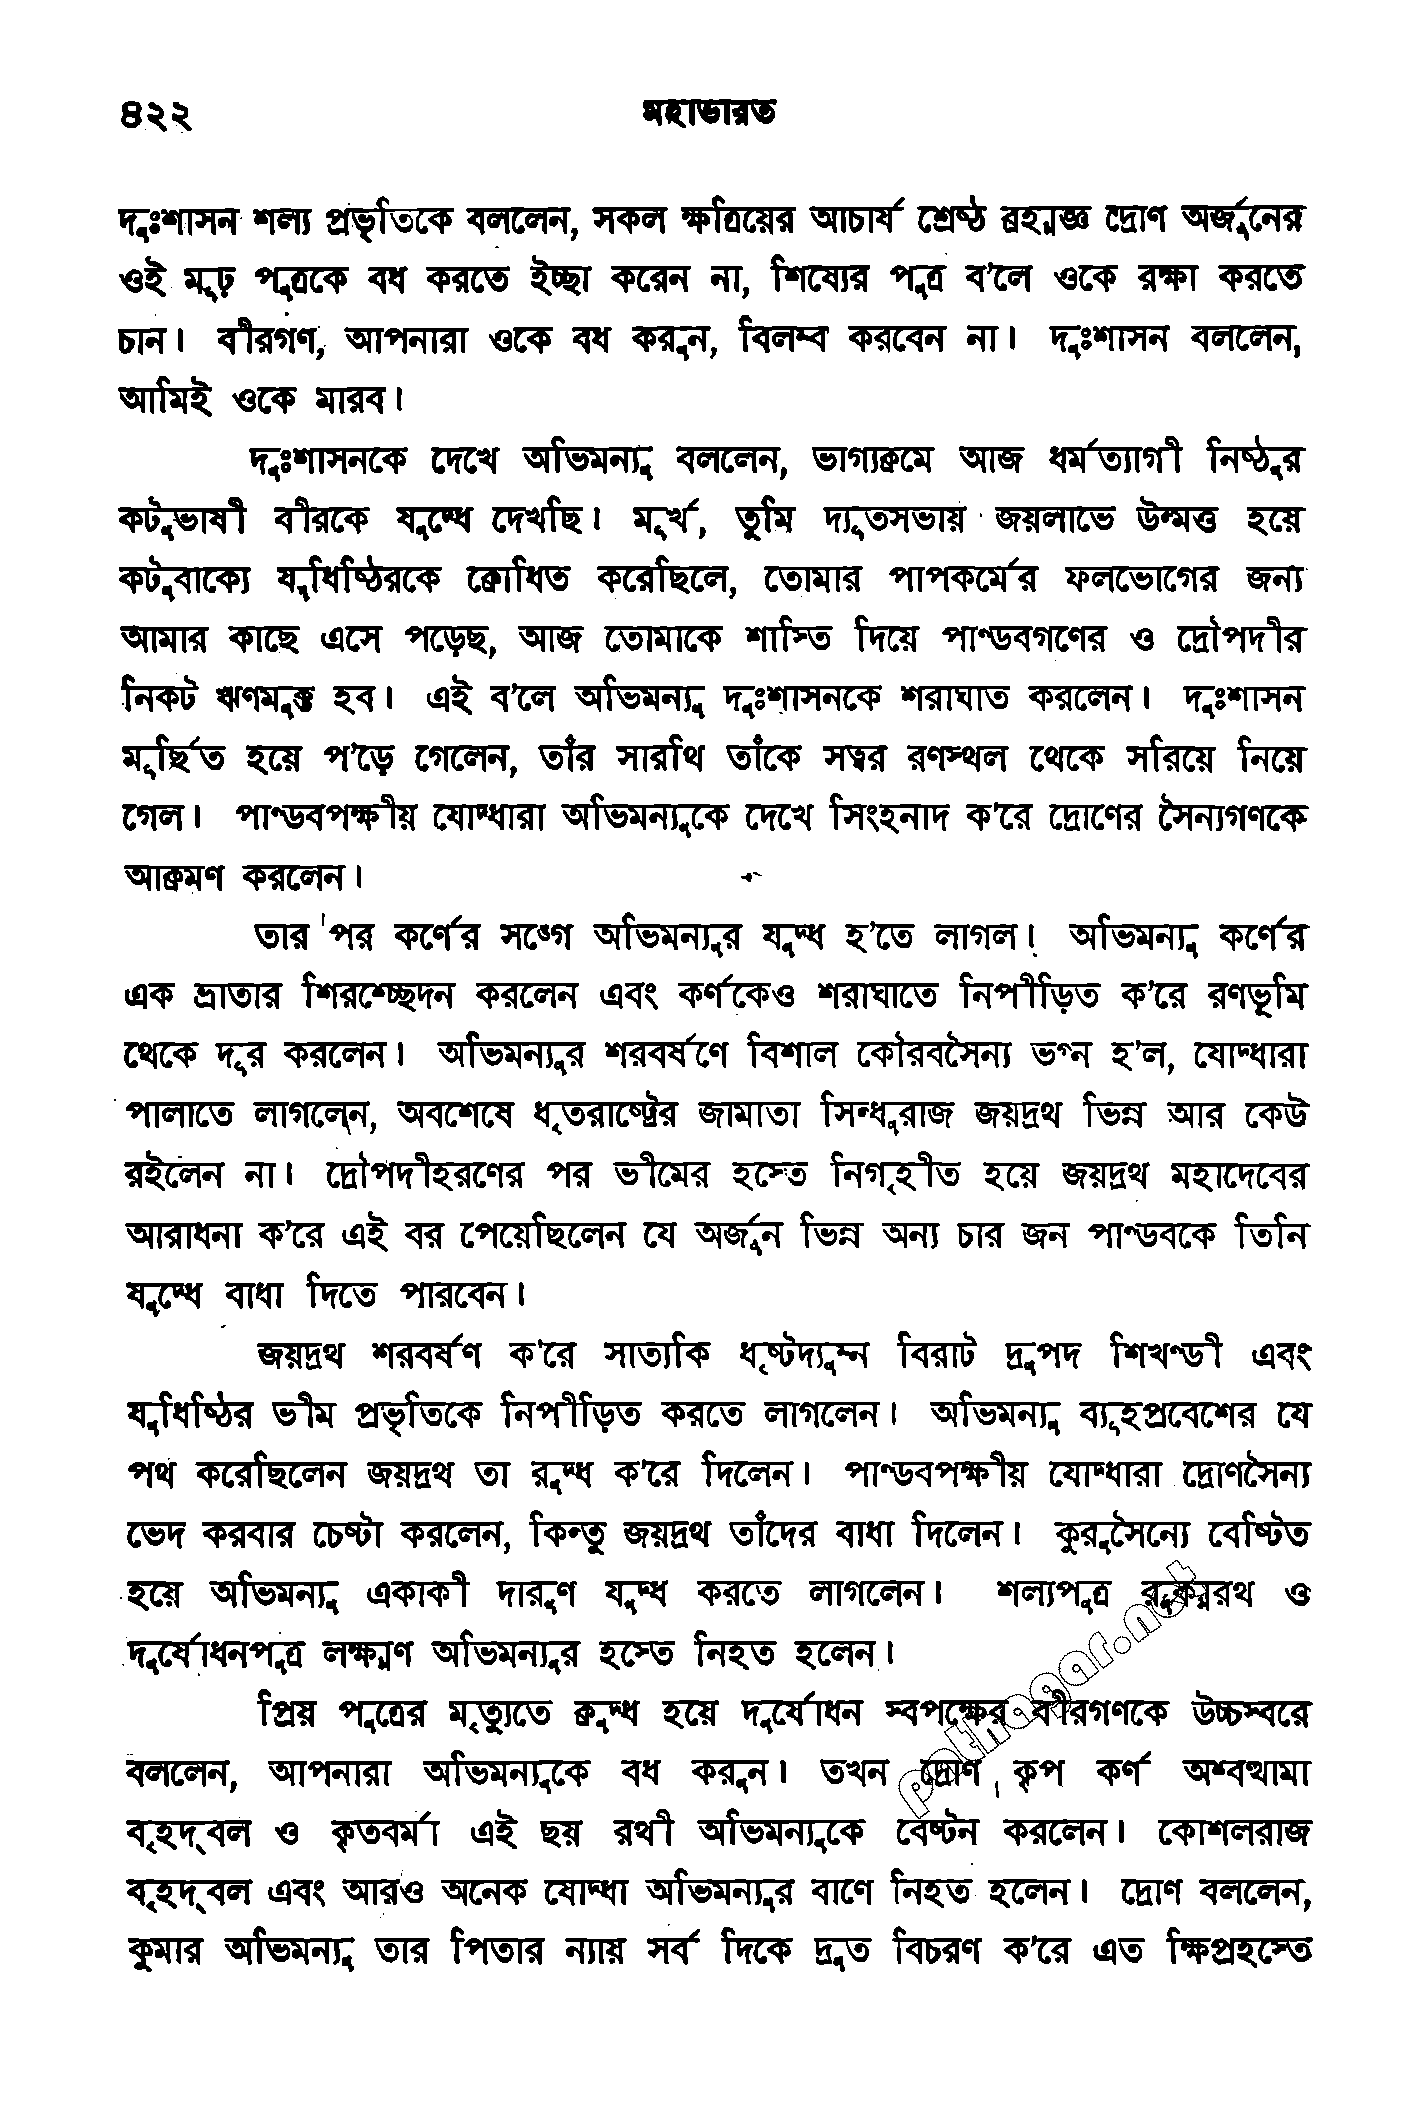 ৪২২ মহাভারত
দুঃশাসন শল্য প্রভৃতিকে বললেন, সকল ক্ষত্রিয়ের আচার্য শ্রেষ্ঠ ব্রহ্মজ্ঞ দ্রোণ অর্জুনের
ওই মূঢ় পুত্রকে বধ করতে ইচ্ছা করেন না, শিষ্যের পুত্র ব'লে ওকে রক্ষা করতে
চান। বীরগণ, আপনারা ওকে বধ করুন, বিলম্ব করবেন না। দুঃশাসন বললেন,
আমিই ওকে মারব।
দুঃশাসনকে দেখে অভিমন্যু বললেন, ভাগ্যক্রমে আজ ধর্মত্যাগী নিষ্ঠুর
কটুভাষী বীরকে যুদ্ধে দেখছি। মূর্খ, তুমি দ্যূতসভায় জয়লাভে উন্মত্ত হয়ে
কটুবাক্যে যুধিষ্ঠিরকে ক্রোধিত করেছিলে, তোমার পাপকর্মের ফলভোগের জন্য
আমার কাছে এসে পড়েছ, আজ তোমাকে শাস্তি দিয়ে পাণ্ডবগণের ও দ্রৌপদীর
নিকট ঋণমুক্ত হব। এই ব'লে অভিমন্যু দুঃশাসনকে শরাঘাত করলেন। দুঃশাসন
মূর্ছিত হয়ে প'ড়ে গেলেন, তাঁর সারথি তাঁকে সত্বর রণস্থল থেকে সরিয়ে নিয়ে
গেল। পাণ্ডবপক্ষীয় যোদ্ধারা অভিমন্যুকে দেখে সিংহনাদ ক'রে দ্রোণের সৈন্যগণকে
আক্রমণ করলেন।
তার পর কর্ণের সঙ্গে অভিমন্যুর যুদ্ধ হ'তে লাগল। অভিমন্যু কর্ণের
এক ভ্রাতার শিরশ্ছেদন করলেন এবং কর্ণকেও শরাঘাতে নিপীড়িত ক'রে রণভূমি
থেকে দূর করলেন। অভিমন্যুর শরবর্ষণে বিশাল কৌরবসৈন্য ভগ্ন হ'ল, যোদ্ধারা
পালাতে লাগলেন, অবশেষে ধৃতরাষ্ট্রের জামাতা সিন্ধুরাজ জয়দ্রথ ভিন্ন আর কেউ
রইলেন না। দ্রৌপদীহরণের পর ভীমের হস্তে নিগৃহীত হয়ে জয়দ্রথ মহাদেবের
আরাধনা ক'রে এই বর পেয়েছিলেন যে অর্জুন ভিন্ন অন্য চার জন পাণ্ডবকে তিনি
যুদ্ধে বাধা দিতে পারবেন।
জয়দ্রথ শরবর্ষণ ক'রে সাত্যকি ধৃষ্টদ্যুম্ন বিরাট দ্রুপদ শিখণ্ডী এবং
যুধিষ্ঠির ভীম প্রভৃতিকে নিপীড়িত করতে লাগলেন। অভিমন্যু ব্যূহপ্রবেশের যে
পথ করেছিলেন জয়দ্রথ তা রুদ্ধ ক'রে দিলেন। পাণ্ডবপক্ষীয় যোদ্ধারা দ্রোণসৈন্য
ভেদ করবার চেষ্টা করলেন, কিন্তু জয়দ্রথ তাঁদের বাধা দিলেন। কুরুসৈন্যে বেষ্টিত
হয়ে অভিমন্যু একাকী দারুণ যুদ্ধ করতে লাগলেন। শল্যপুত্র রুক্মরথ ও
দুর্যোধনপুত্র লক্ষ্মণ অভিমন্যুর হস্তে নিহত হলেন।
প্রিয় পুত্রের মৃত্যুতে ক্রুদ্ধ হয়ে দুর্যোধন স্বপক্ষের বীরগণকে উচ্চস্বরে
বললেন, আপনারা অভিমন্যুকে বধ করুন। তখন দ্রোণ কৃপ কর্ণ অশ্বত্থামা
বৃহদ্‌বল ও কৃতবর্মা এই ছয় রথী অভিমন্যুকে বেষ্টন করলেন। কোশলরাজ
বৃহদ্‌বল এবং আরও অনেক যোদ্ধা অভিমন্যুর বাণে নিহত হলেন। দ্রোণ বললেন,
কুমার অভিমন্যু তার পিতার ন্যায় সর্ব দিকে দ্রুত বিচরণ ক'রে এত ক্ষিপ্রহস্তে
pathagar.net